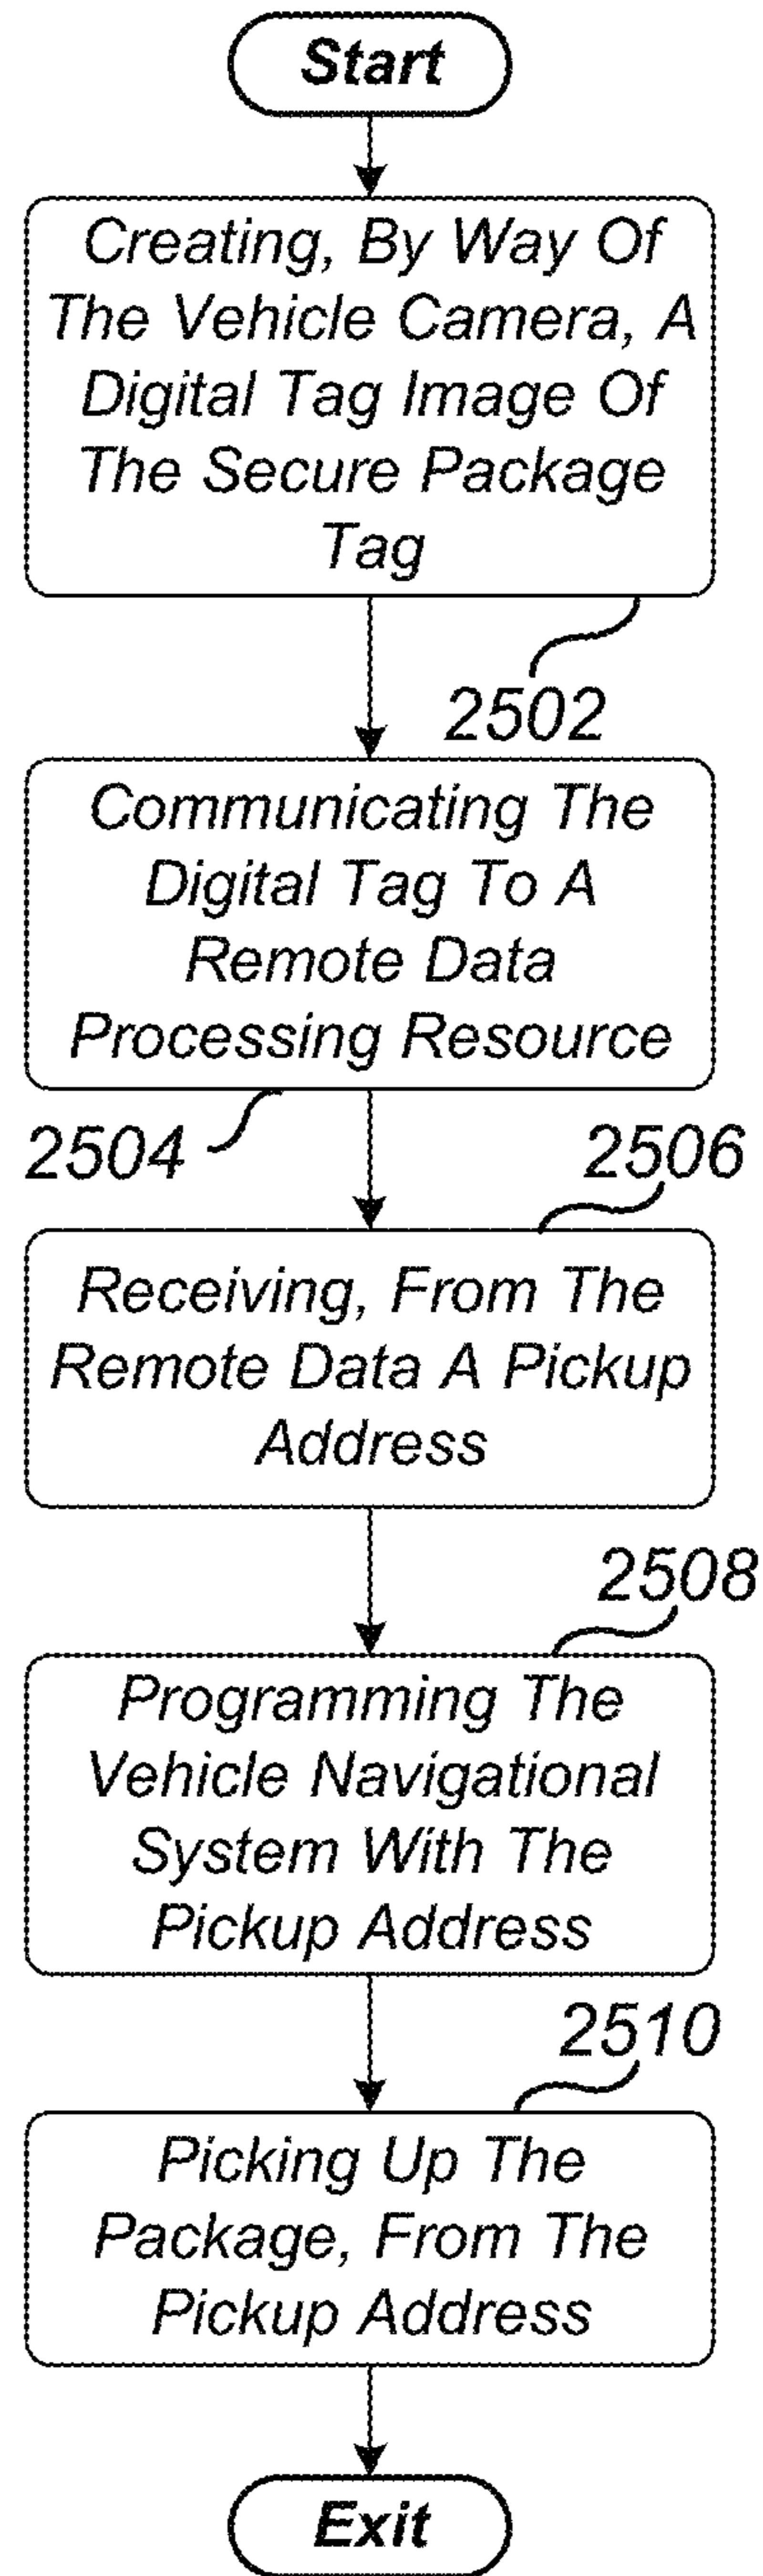 Start
Creating, By Way Of
The Vehicle Camera, A
Digital Tag Image Of
The Secure Package
Tag
2502
Communicating The
Digital Tag To A
Remote Data
Processing Resource
2504
2506
Receiving, From The
Remote Data A Pickup
Address
2508
Programming The
Vehicle Navigational
System With The
Pickup Address
2510
Picking Up The
Package, From The
Pickup Address
Exit